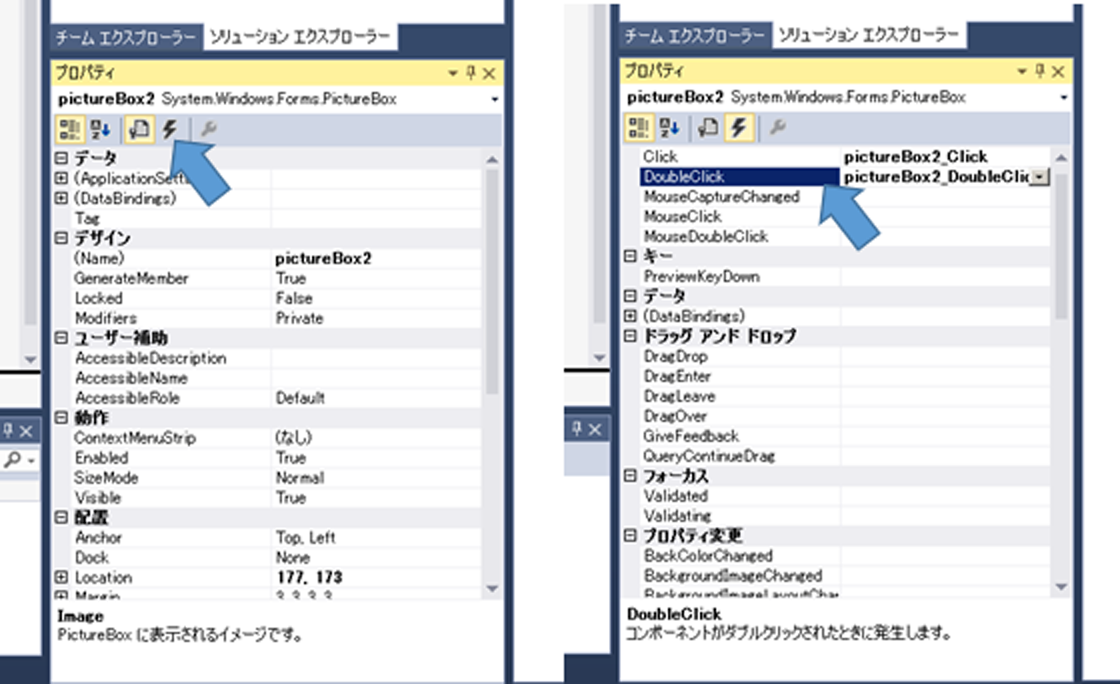 チーム エクスプローラー ソリューション エクスプローラー
プロパティ
pictureBox2 System.Windows.Forms.PictureBox
データ
(ApplicationSett
(DataBindings)
Tag
デザイン
(Name) pictureBox2
GenerateMember True
Locked False
Modifiers Private
ユーザー補助
AccessibleDescription
AccessibleName
AccessibleRole Default
動作
ContextMenuStrip (なし)
Enabled True
SizeMode Normal
Visible True
配置
Anchor Top, Left
Dock None
Location 177, 173
Margin 3, 3, 3, 3
Image
PictureBox に表示されるイメージです。
チーム エクスプローラー ソリューション エクスプローラー
プロパティ
pictureBox2 System.Windows.Forms.PictureBox
Click pictureBox2_Click
DoubleClick pictureBox2_DoubleClic
MouseCaptureChanged
MouseClick
MouseDoubleClick
キー
PreviewKeyDown
データ
(DataBindings)
ドラッグ アンド ドロップ
DragDrop
DragEnter
DragLeave
DragOver
GiveFeedback
QueryContinueDrag
フォーカス
Validated
Validating
プロパティ変更
BackColorChanged
BackgroundImageChanged
BackgroundImageLayoutChar
DoubleClick
コンポーネントがダブルクリックされたときに発生します。